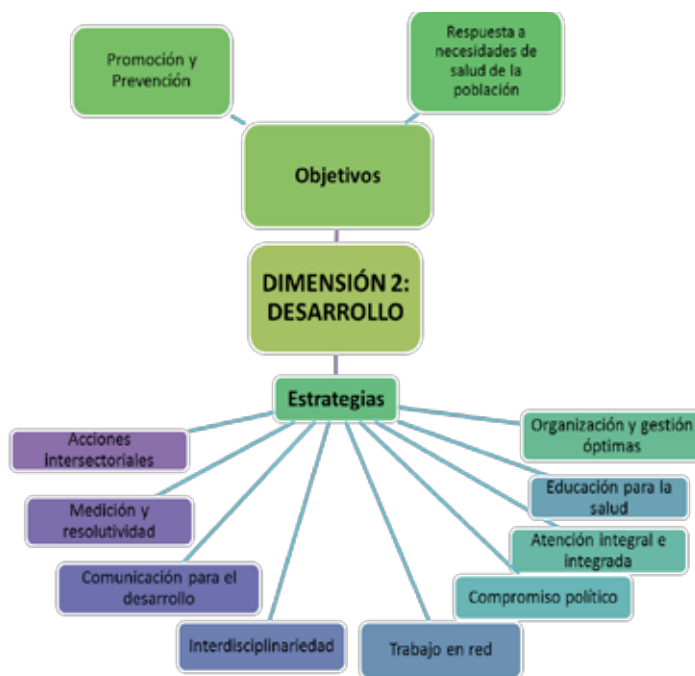 Promoción y
Prevención
Respuesta a
necesidades de
salud de la
población
Objetivos
DIMENSIÓN 2:
DESARROLLO
Estrategias
Acciones
intersectoriales
Organización y gestión
óptimas
Medición y
resolutividad
Educación para la
salud
Atención integral e
integrada
Comunicación para el
desarrollo
Compromiso político
Interdisciplinariedad
Trabajo en red